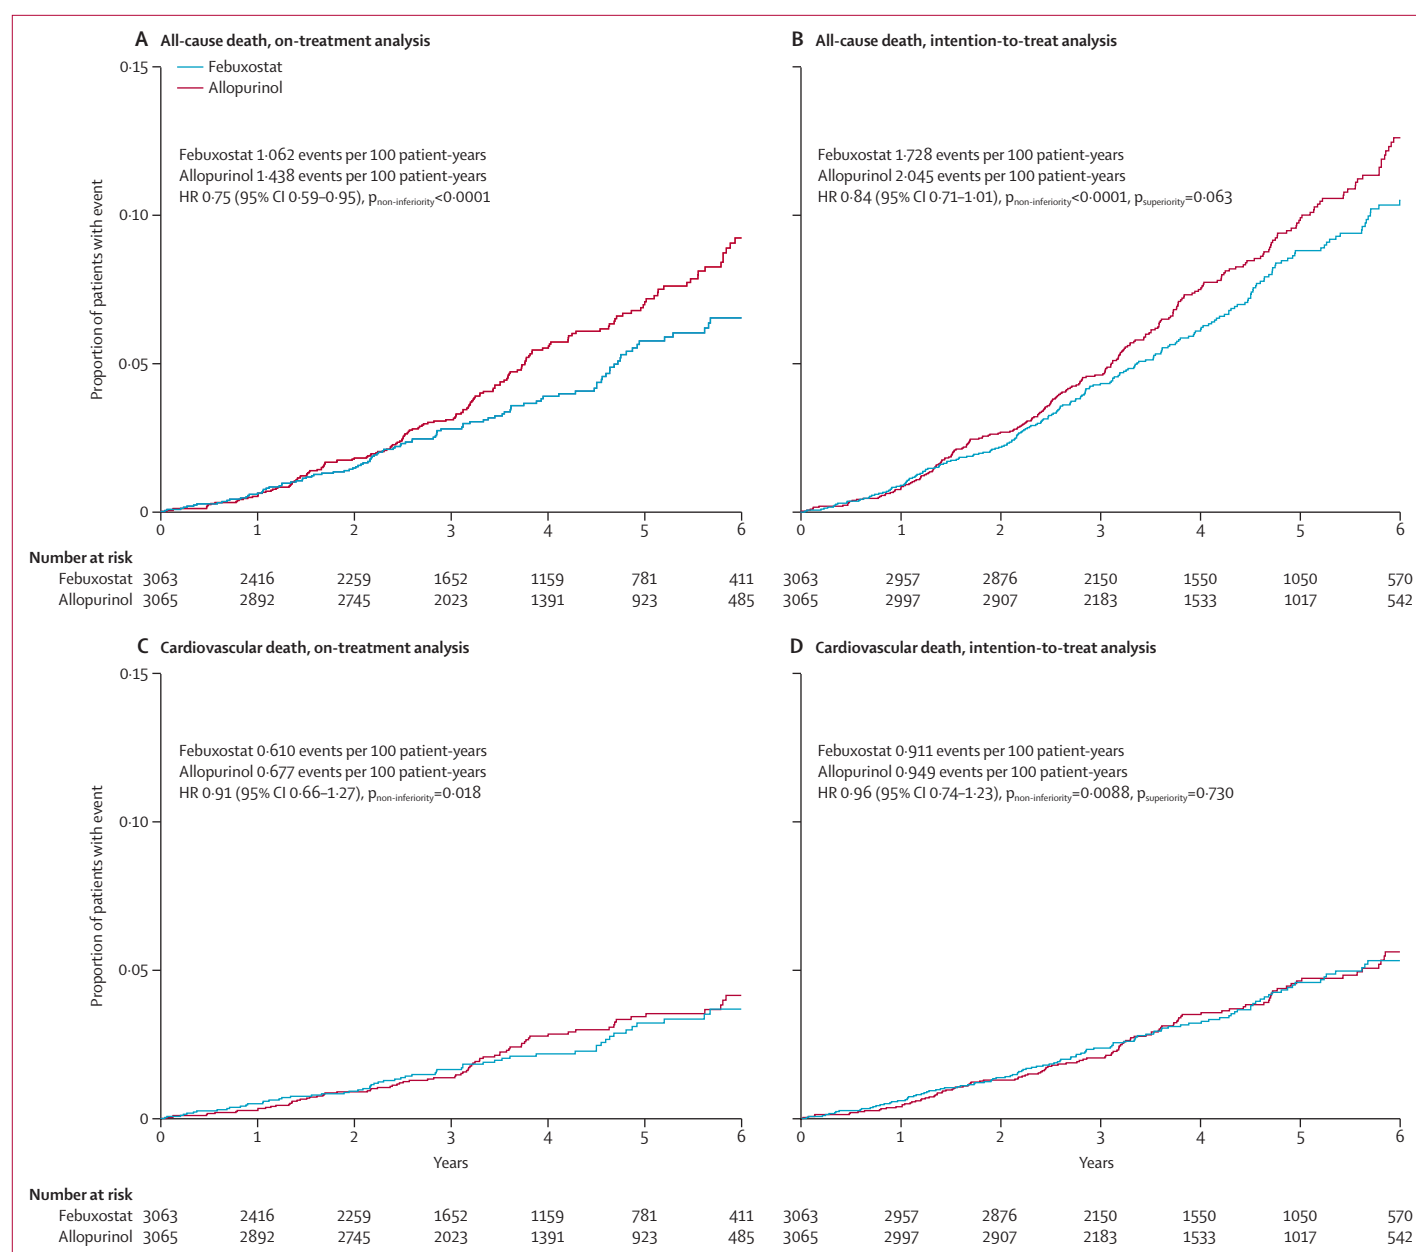 A All-cause death, on-treatment analysis
Febuxostat
Allopurinol
Febuxostat 1·062 events per 100 patient-years
Allopurinol 1·438 events per 100 patient-years
HR 0·75 (95% CI 0·59–0·95), pnon-inferiority<0·0001
Proportion of patients with event
0·15
0·10
0·05
0
0 1 2 3 4 5 6
B All-cause death, intention-to-treat analysis
Febuxostat 1·728 events per 100 patient-years
Allopurinol 2·045 events per 100 patient-years
HR 0·84 (95% CI 0·71–1·01), pnon-inferiority<0·0001, psuperiority=0·063
0 1 2 3 4 5 6
Number at risk
Febuxostat 3063 2416 2259 1652 1159 781 411 3063 2957 2876 2150 1550 1050 570
Allopurinol 3065 2892 2745 2023 1391 923 485 3065 2997 2907 2183 1533 1017 542
C Cardiovascular death, on-treatment analysis
Febuxostat 0·610 events per 100 patient-years
Allopurinol 0·677 events per 100 patient-years
HR 0·91 (95% CI 0·66–1·27), pnon-inferiority=0·018
Proportion of patients with event
0·15
0·10
0·05
0
0 1 2 3 4 5 6
Years
D Cardiovascular death, intention-to-treat analysis
Febuxostat 0·911 events per 100 patient-years
Allopurinol 0·949 events per 100 patient-years
HR 0·96 (95% CI 0·74–1·23), pnon-inferiority=0·0088, psuperiority=0·730
0 1 2 3 4 5 6
Years
Number at risk
Febuxostat 3063 2416 2259 1652 1159 781 411 3063 2957 2876 2150 1550 1050 570
Allopurinol 3065 2892 2745 2023 1391 923 485 3065 2997 2907 2183 1533 1017 542